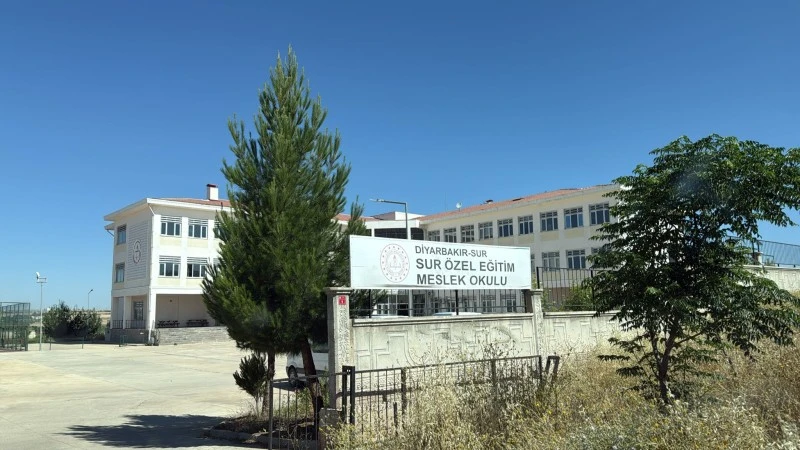 DİYARBAKIR-SUR
SUR ÖZEL EĞİTİM
MESLEK OKULU